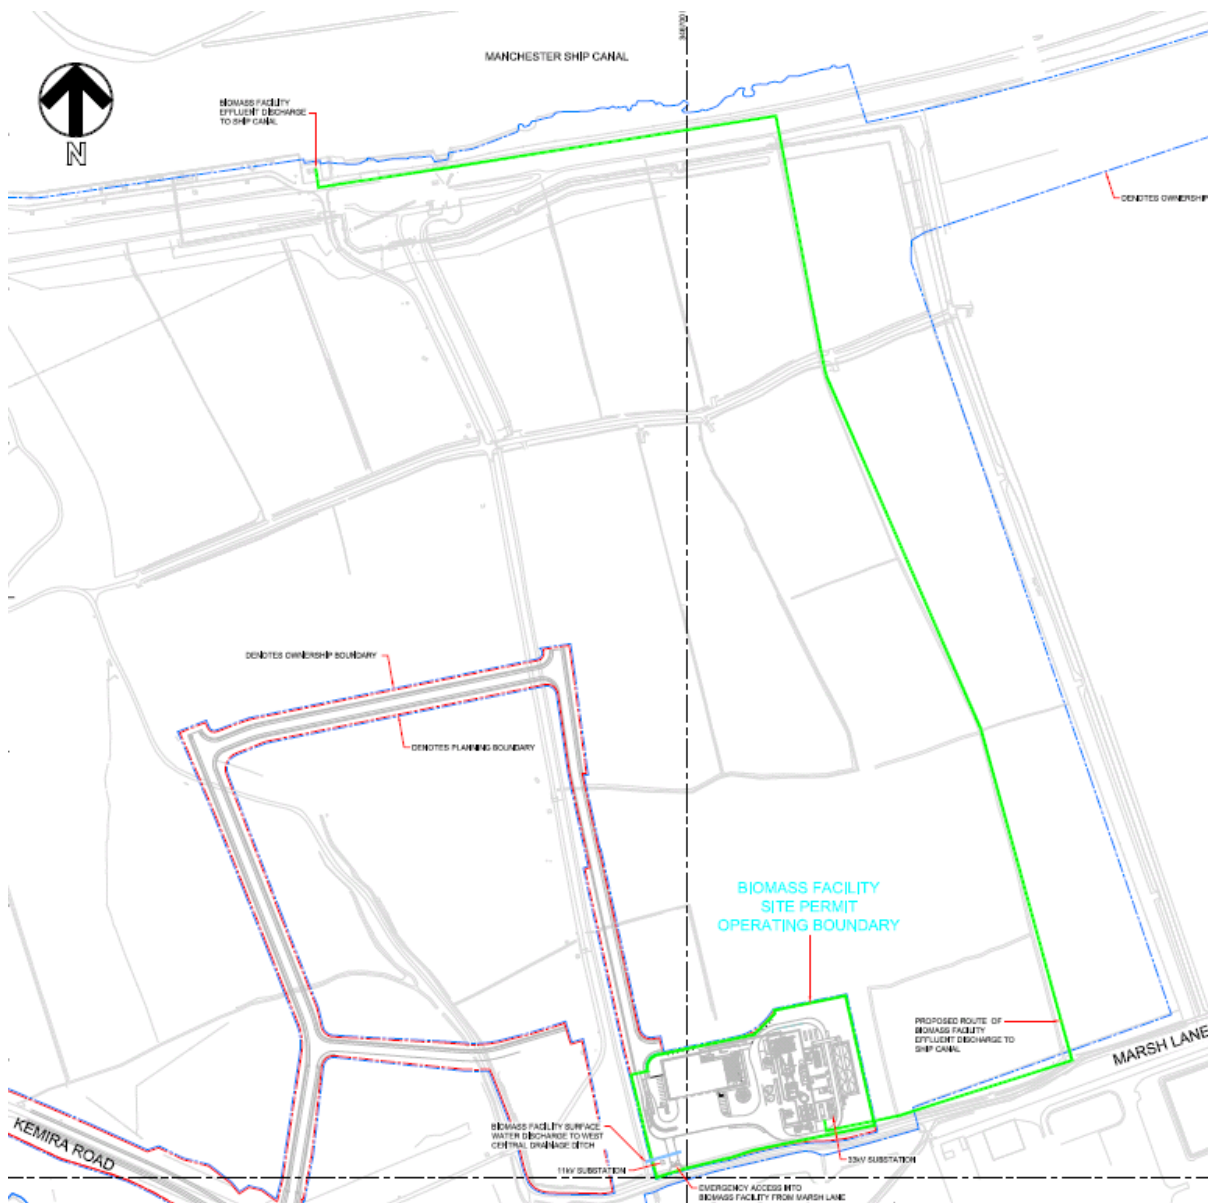 MANCHESTER SHIP CANAL
N
BIOMASS FACILITY
EFFLUENT DISCHARGE
TO SHIP CANAL
DENOTES OWNERSHIP
DENOTES OWNERSHIP BOUNDARY
DENOTES PLANNING BOUNDARY
BIOMASS FACILITY
SITE PERMIT
OPERATING BOUNDARY
PROPOSED ROUTE OF
BIOMASS FACILITY
EFFLUENT DISCHARGE TO
SHIP CANAL
MARSH LANE
KEMIRA ROAD
BIOMASS FACILITY SURFACE
WATER DISCHARGE TO WEST
CENTRAL DRAINAGE DITCH
11kV SUBSTATION
33kV SUBSTATION
EMERGENCY ACCESS INTO
BIOMASS FACILITY FROM MARSH LANE